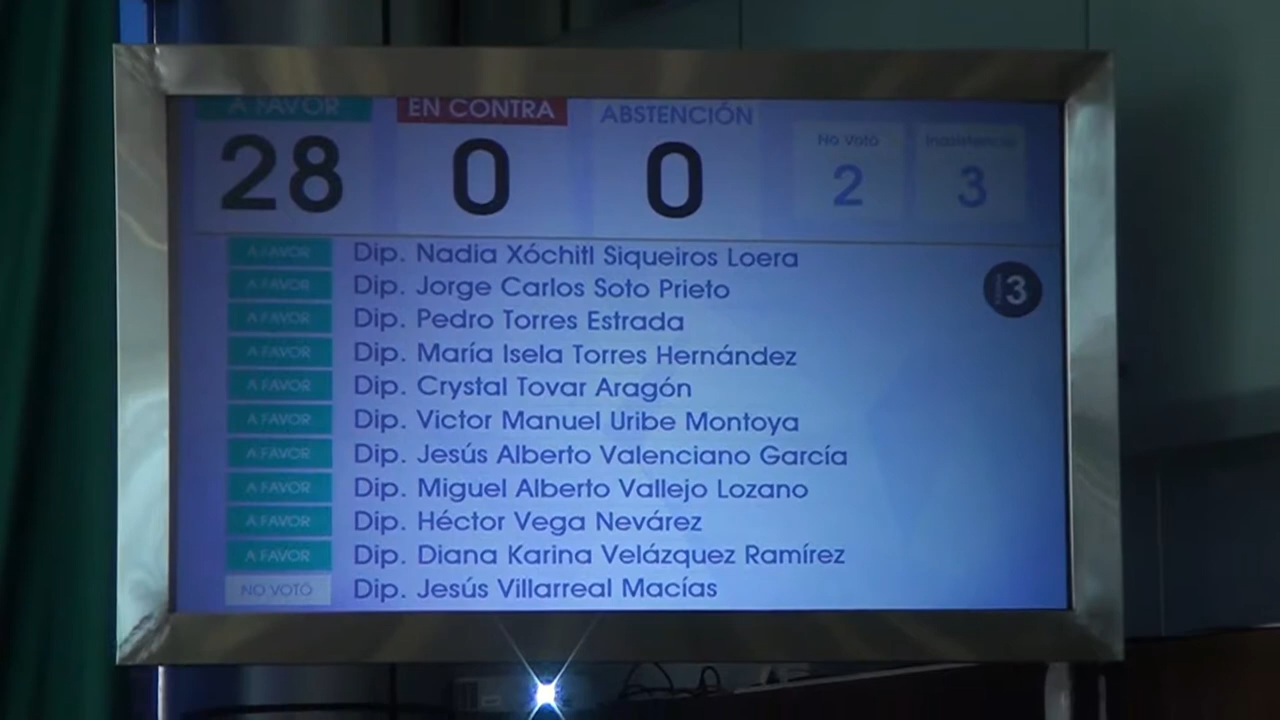 A FAVOR EN CONTRA ABSTENCIÓN No Votó Inasistencia
28 0 0 2 3
A FAVOR Dip. Nadia Xóchitl Siqueiros Loera
A FAVOR Dip. Jorge Carlos Soto Prieto
3
A FAVOR Dip. Pedro Torres Estrada
A FAVOR Dip. María Isela Torres Hernández
A FAVOR Dip. Crystal Tovar Aragón
A FAVOR Dip. Victor Manuel Uribe Montoya
A FAVOR Dip. Jesús Alberto Valenciano García
A FAVOR Dip. Miguel Alberto Vallejo Lozano
A FAVOR Dip. Héctor Vega Nevárez
A FAVOR Dip. Diana Karina Velázquez Ramírez
NO VOTÓ Dip. Jesús Villarreal Macías